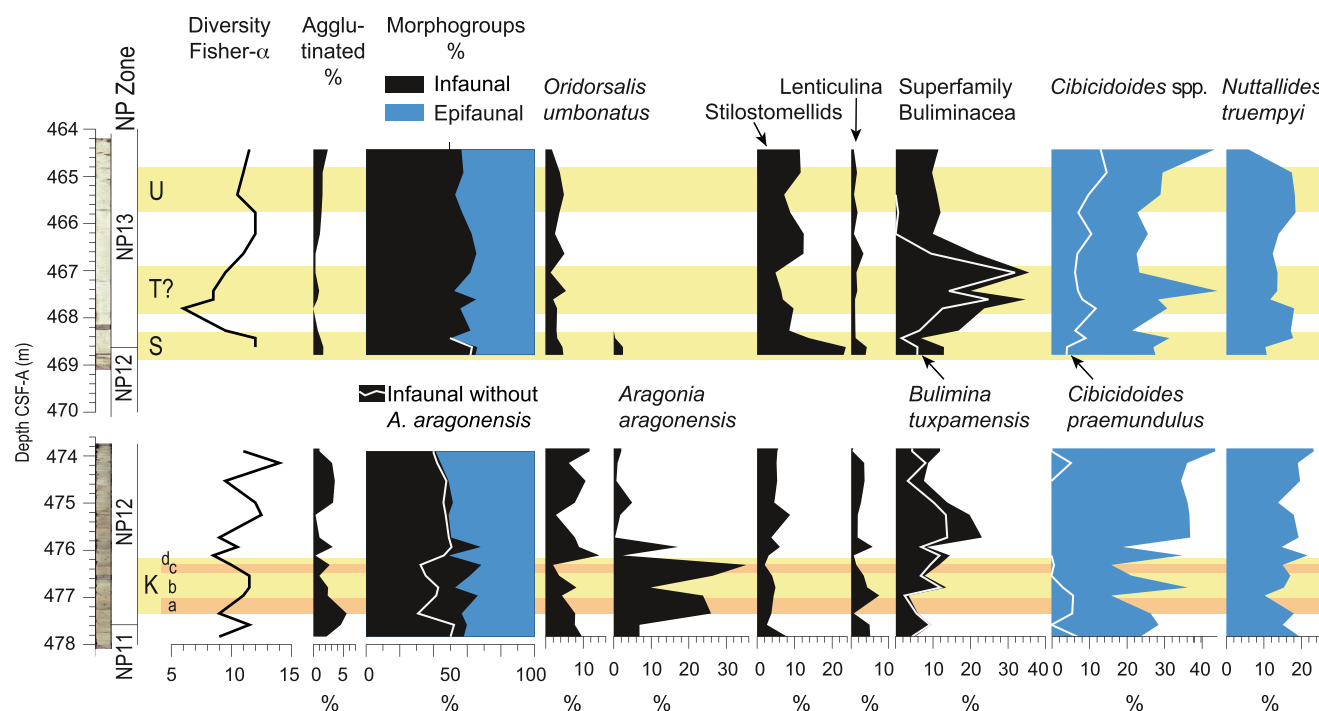 Diversity
Fisher-α
Agglu-
tinated
%
Morphogroups
%
Infaunal
Epifaunal
Oridorsalis
umbonatus
Stilostomellids
Lenticulina
Superfamily
Buliminacea
Cibicidoides spp.
Nuttallides
truempyi
NP Zone
Depth CSF-A (m)
464
465
466
467
468
469
470
NP13
NP12
U
T?
S
Infaunal without
A. aragonensis
Aragonia
aragonensis
Bulimina
tuxpamensis
Cibicidoides
praemundulus
474
475
476
477
478
NP12
NP11
K
d
c
b
a
5 10 15
0 5
0 50 100
0 10
0 10 20 30
0 10 20
0 10
0 10 20 30 40
0 10 20 30 40
0 10 20
% % % % % % % % %